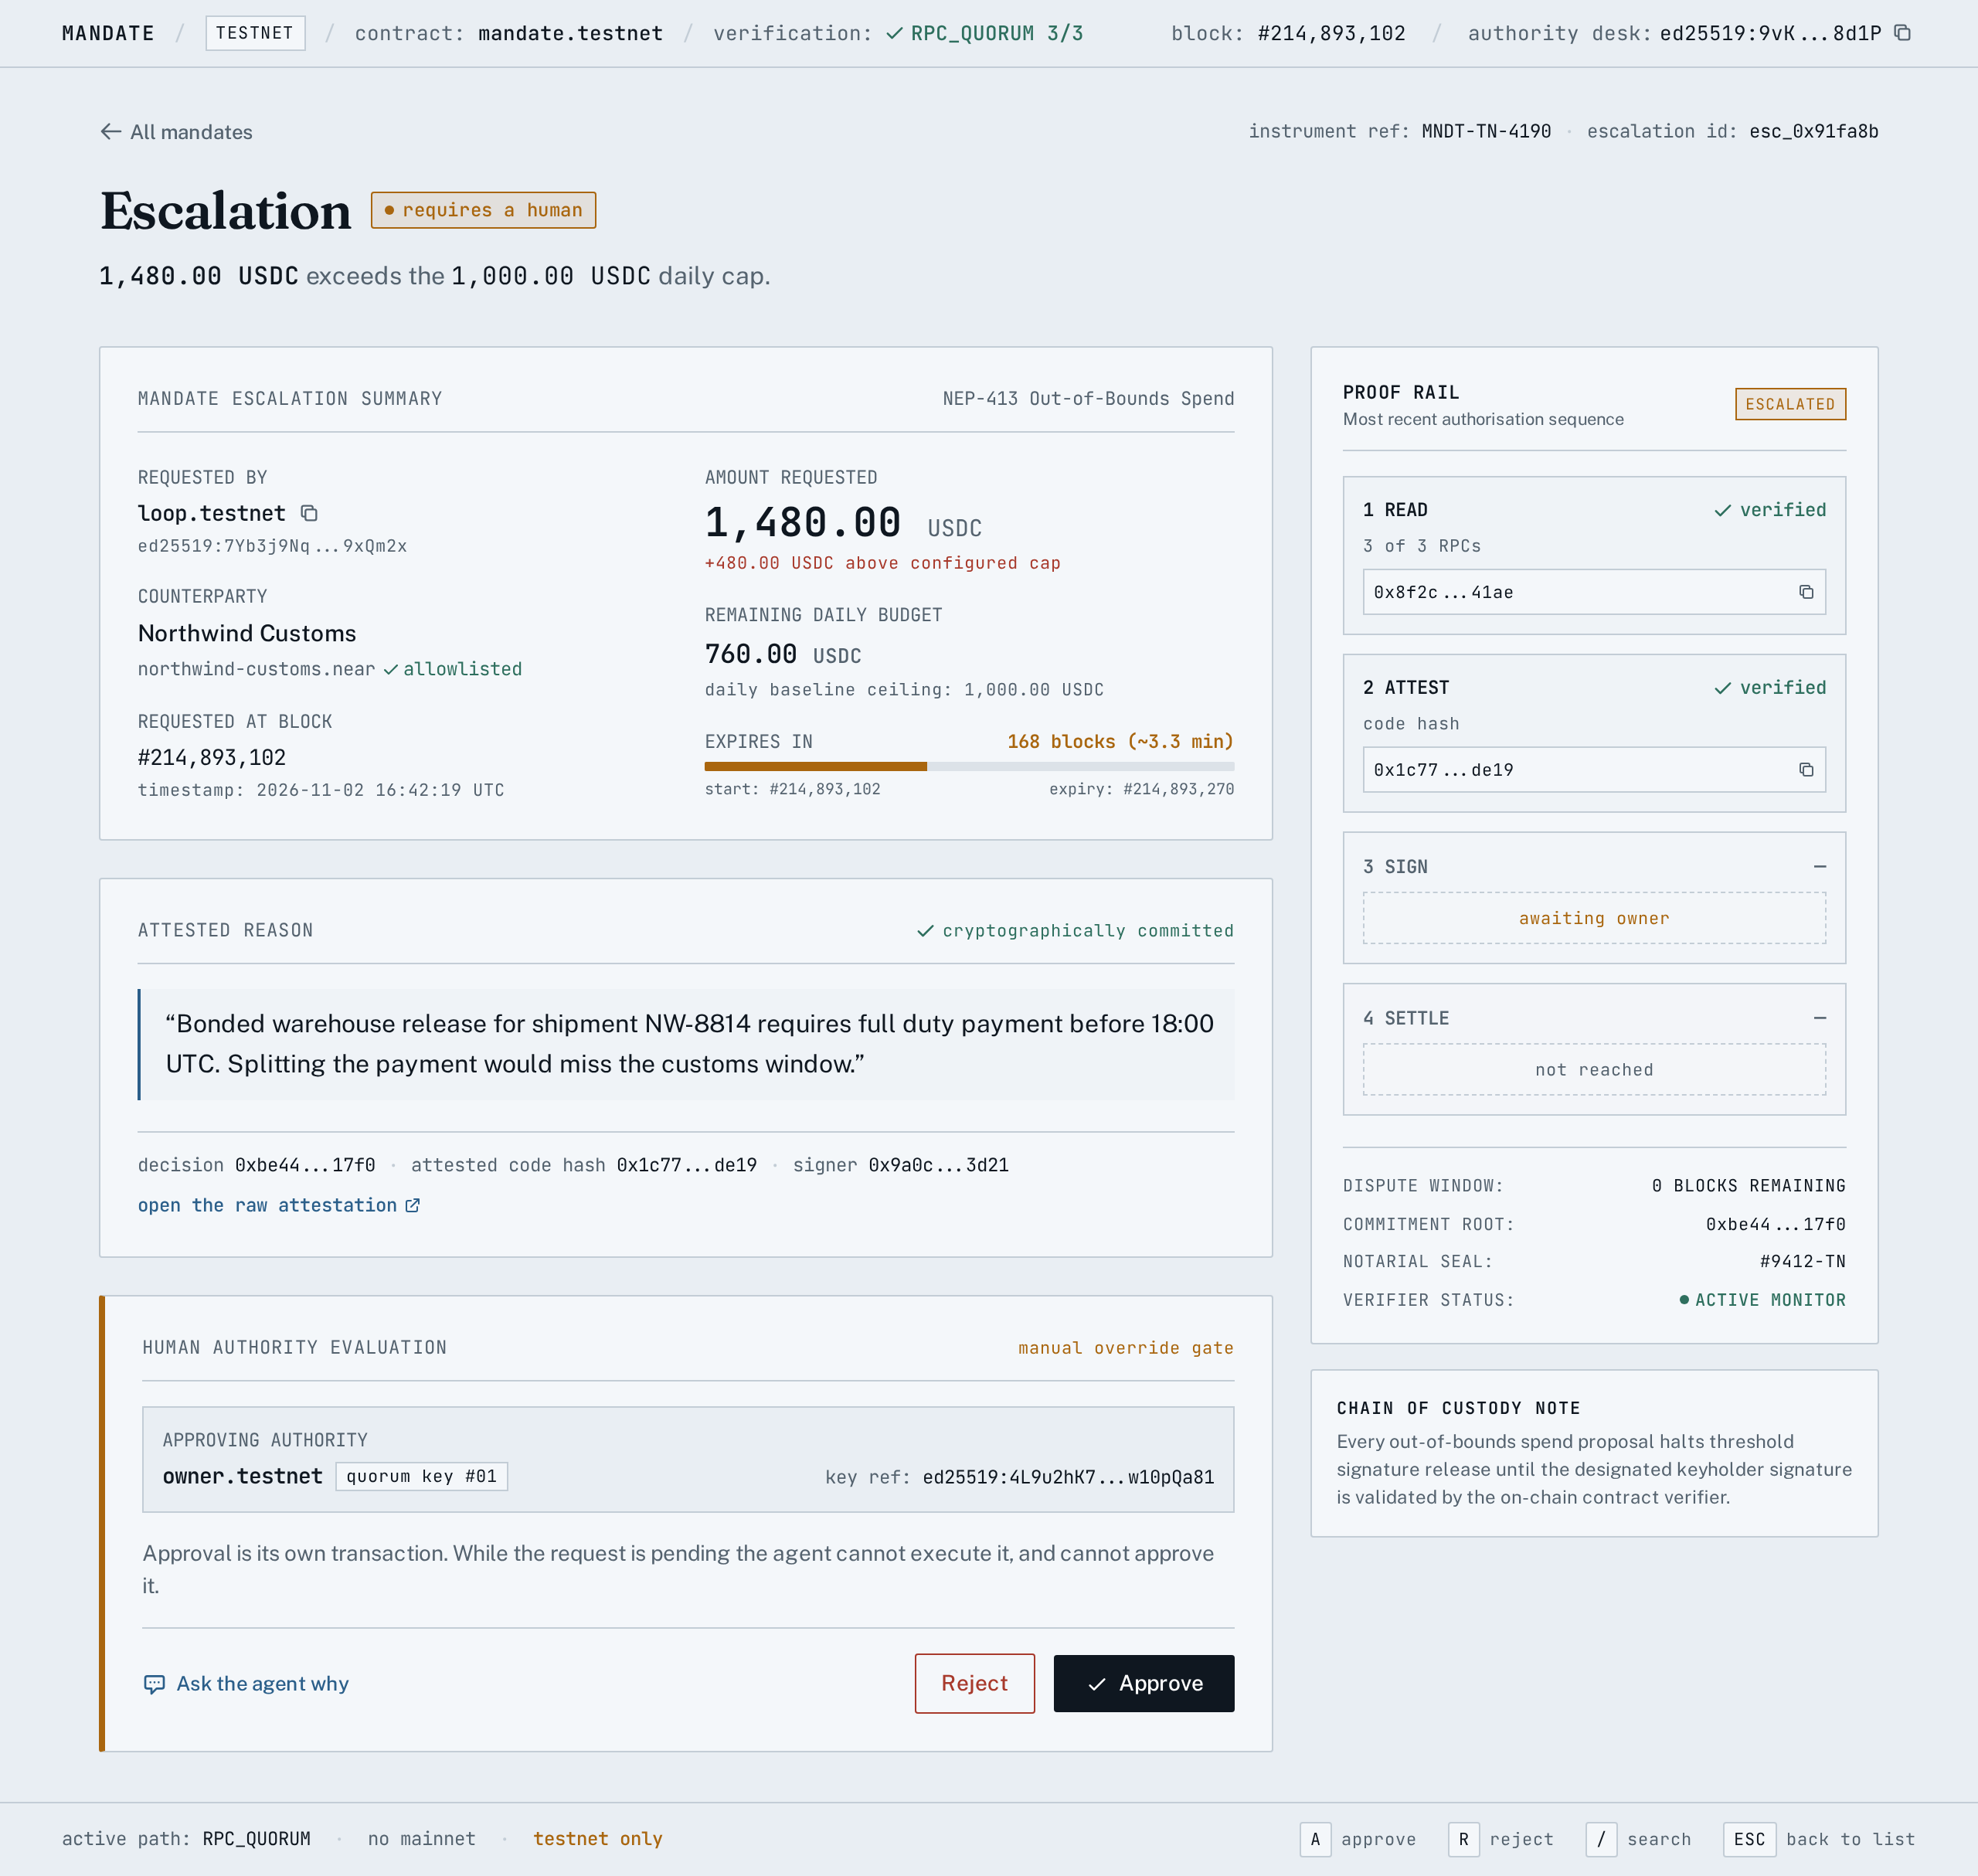 MANDATE / TESTNET / contract: mandate.testnet / verification: ✓ RPC_QUORUM 3/3 block: #214,893,102 / authority desk: ed25519:9vK...8d1P
← All mandates
instrument ref: MNDT-TN-4190 · escalation id: esc_0x91fa8b
Escalation
● requires a human
1,480.00 USDC exceeds the 1,000.00 USDC daily cap.
MANDATE ESCALATION SUMMARY
NEP-413 Out-of-Bounds Spend
REQUESTED BY
loop.testnet
ed25519:7Yb3j9Nq...9xQm2x
COUNTERPARTY
Northwind Customs
northwind-customs.near ✓ allowlisted
REQUESTED AT BLOCK
#214,893,102
timestamp: 2026-11-02 16:42:19 UTC
AMOUNT REQUESTED
1,480.00 USDC
+480.00 USDC above configured cap
REMAINING DAILY BUDGET
760.00 USDC
daily baseline ceiling: 1,000.00 USDC
EXPIRES IN
168 blocks (~3.3 min)
start: #214,893,102
expiry: #214,893,270
ATTESTED REASON
✓ cryptographically committed
“Bonded warehouse release for shipment NW-8814 requires full duty payment before 18:00
UTC. Splitting the payment would miss the customs window.”
decision 0xbe44...17f0 · attested code hash 0x1c77...de19 · signer 0x9a0c...3d21
open the raw attestation
HUMAN AUTHORITY EVALUATION
manual override gate
APPROVING AUTHORITY
owner.testnet
quorum key #01
key ref: ed25519:4L9u2hK7...w10pQa81
Approval is its own transaction. While the request is pending the agent cannot execute it, and cannot approve
it.
Ask the agent why
Reject
✓ Approve
PROOF RAIL
Most recent authorisation sequence
ESCALATED
1 READ
✓ verified
3 of 3 RPCs
0x8f2c...41ae
2 ATTEST
✓ verified
code hash
0x1c77...de19
3 SIGN
—
awaiting owner
4 SETTLE
—
not reached
DISPUTE WINDOW: 0 BLOCKS REMAINING
COMMITMENT ROOT: 0xbe44...17f0
NOTARIAL SEAL: #9412-TN
VERIFIER STATUS: ● ACTIVE MONITOR
CHAIN OF CUSTODY NOTE
Every out-of-bounds spend proposal halts threshold
signature release until the designated keyholder signature
is validated by the on-chain contract verifier.
active path: RPC_QUORUM · no mainnet · testnet only
A approve R reject / search ESC back to list